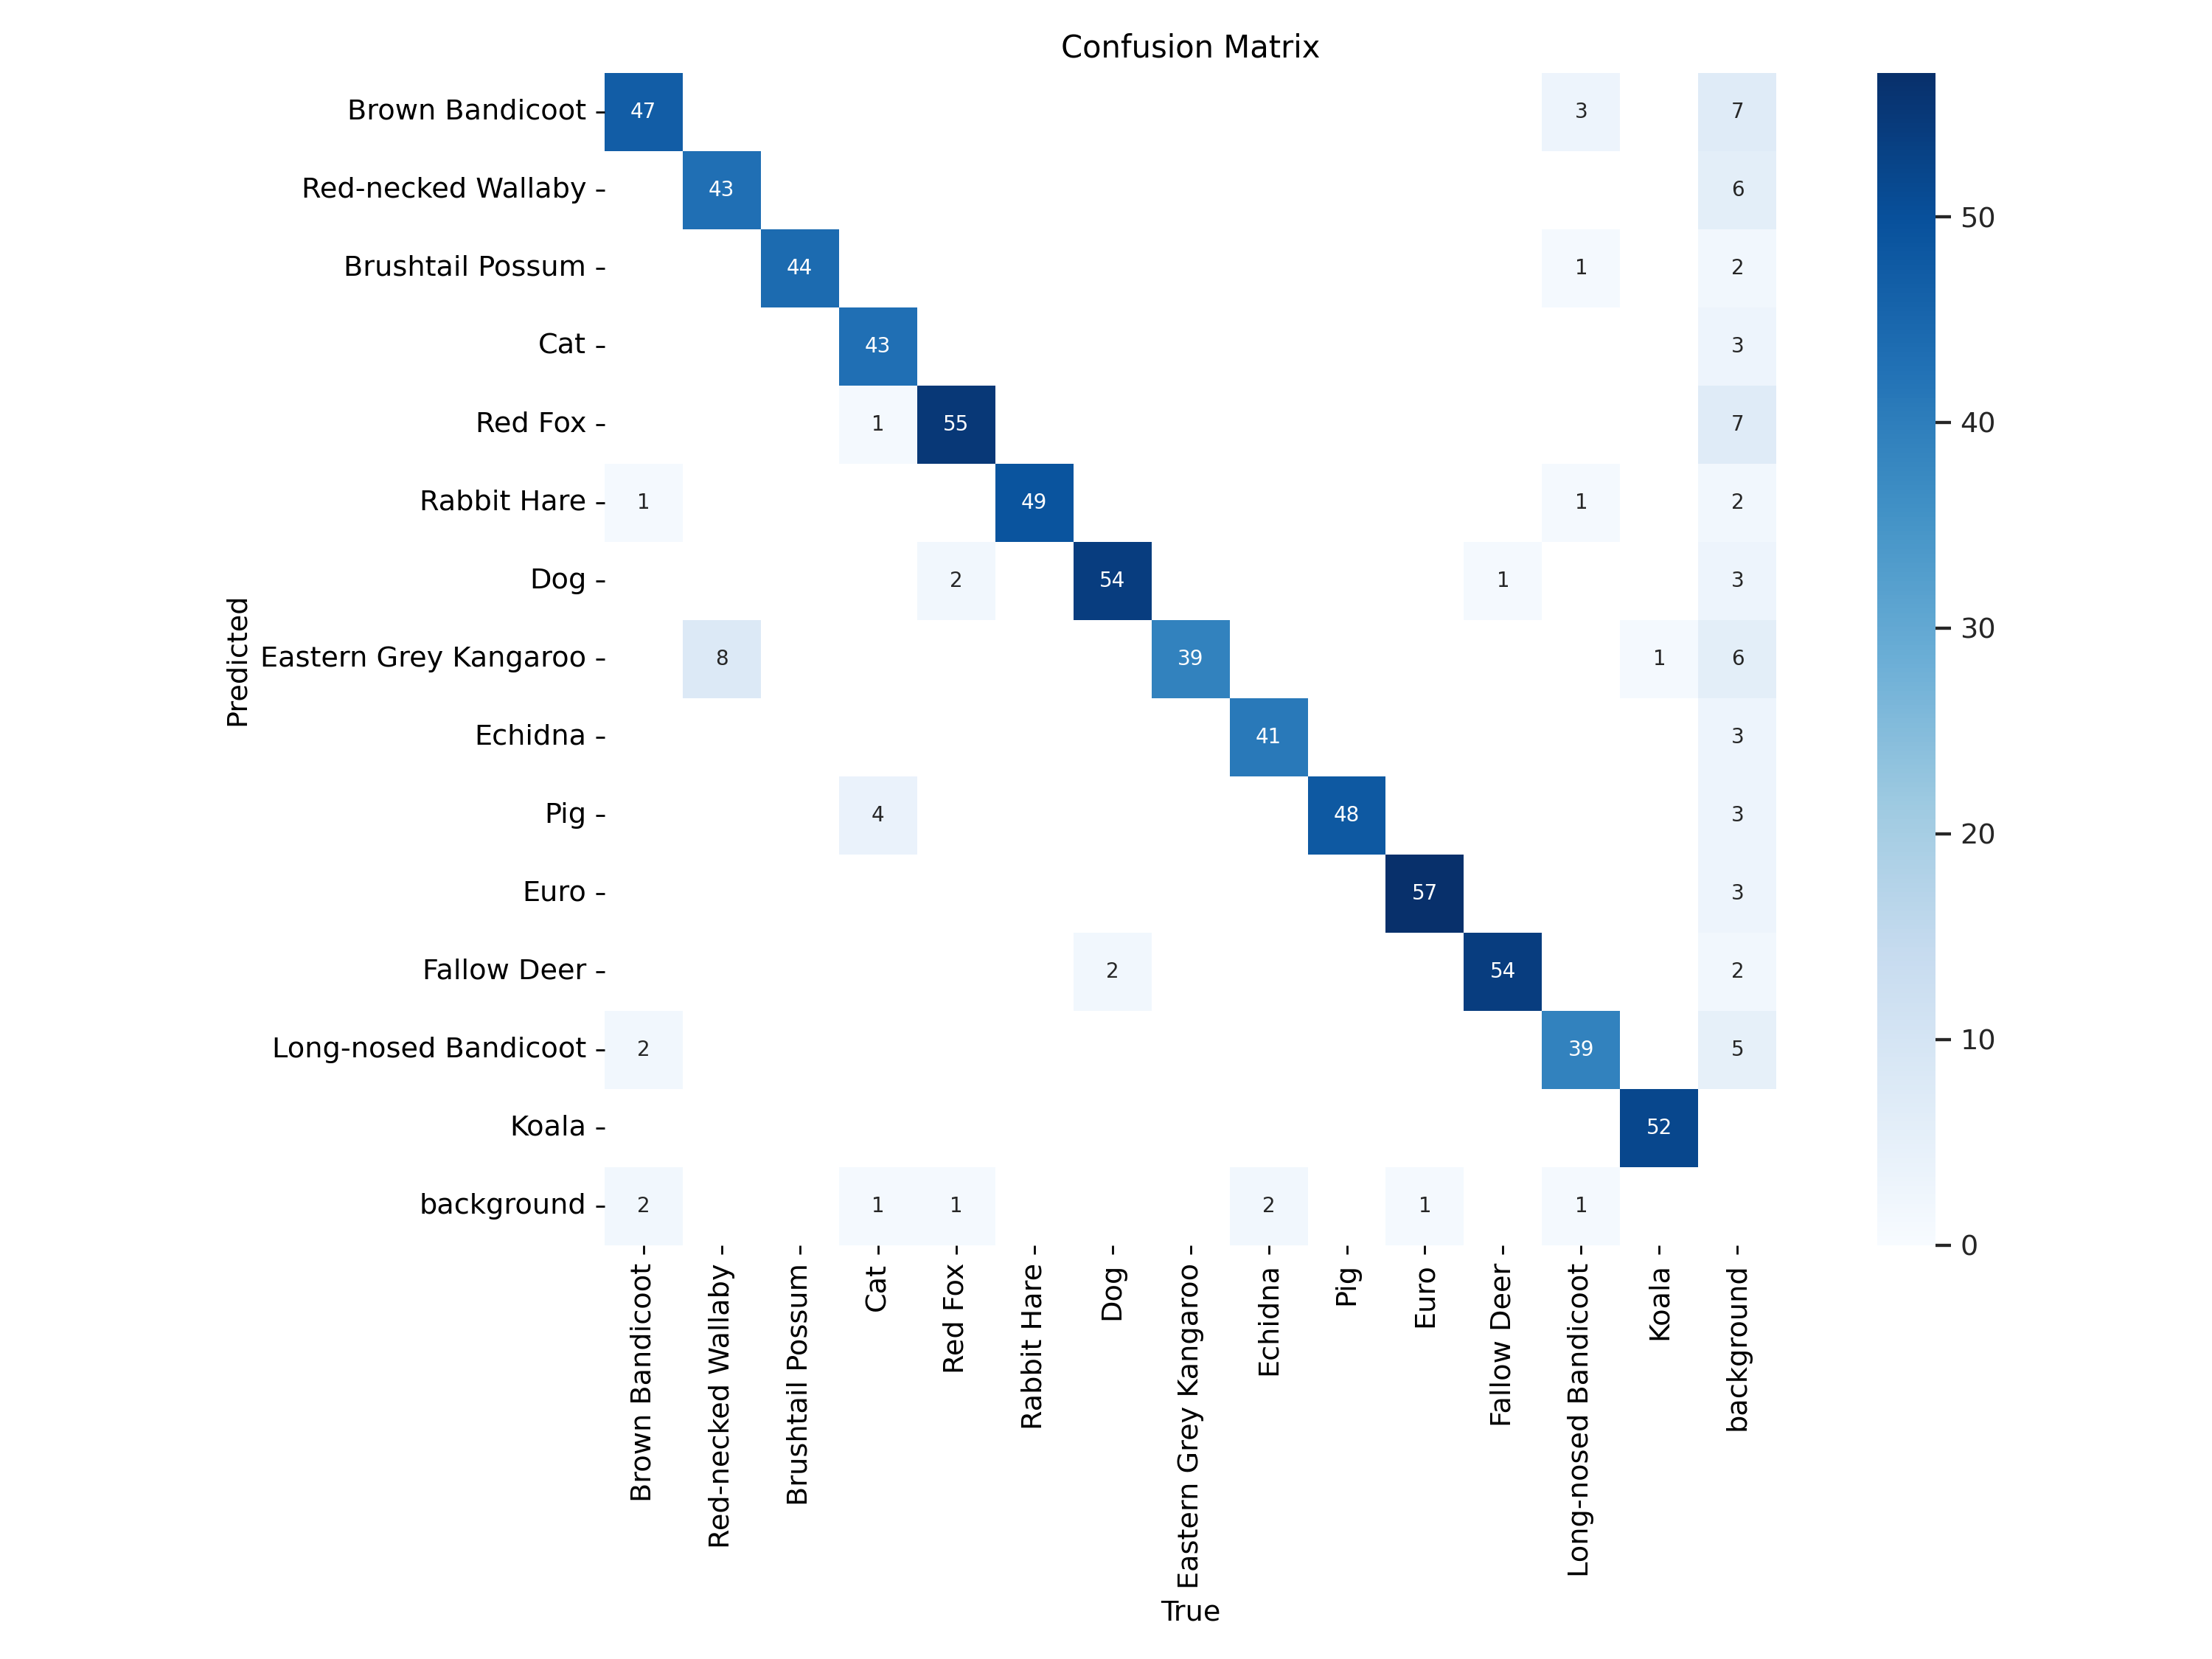 Confusion Matrix
Predicted
Brown Bandicoot 47 3 7
Red-necked Wallaby 43 6
Brushtail Possum 44 1 2
Cat 43 3
Red Fox 1 55 7
Rabbit Hare 1 49 1 2
Dog 2 54 1 3
Eastern Grey Kangaroo 8 39 1 6
Echidna 41 3
Pig 4 48 3
Euro 57 3
Fallow Deer 2 54 2
Long-nosed Bandicoot 2 39 5
Koala 52
background 2 1 1 2 1 1
Brown Bandicoot
Red-necked Wallaby
Brushtail Possum
Cat
Red Fox
Rabbit Hare
Dog
Eastern Grey Kangaroo
Echidna
Pig
Euro
Fallow Deer
Long-nosed Bandicoot
Koala
background
True
50
40
30
20
10
0